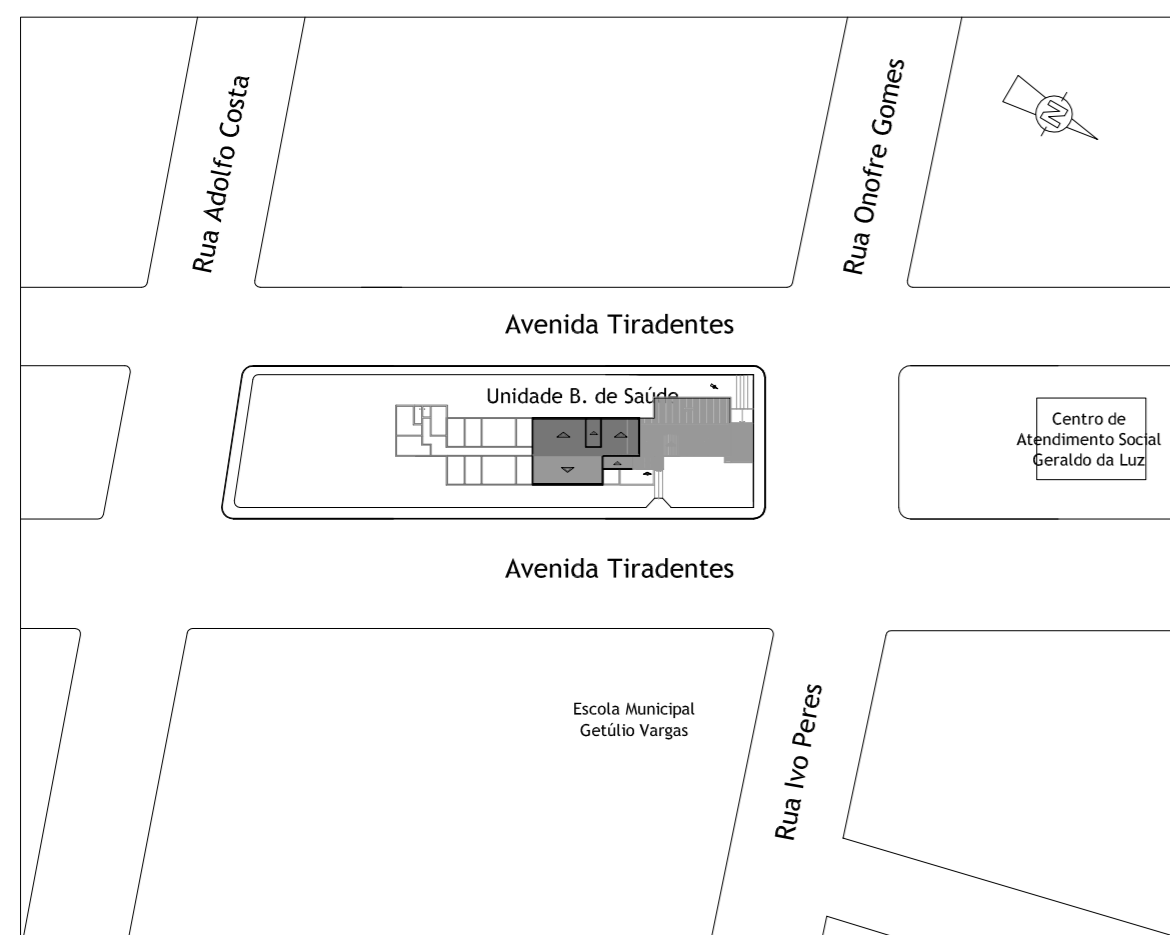 Rua Adolfo Costa
Rua Onofre Gomes
N
Avenida Tiradentes
Unidade B. de Saúde
Centro de
Atendimento Social
Geraldo da Luz
Avenida Tiradentes
Escola Municipal
Getúlio Vargas
Rua Ivo Peres